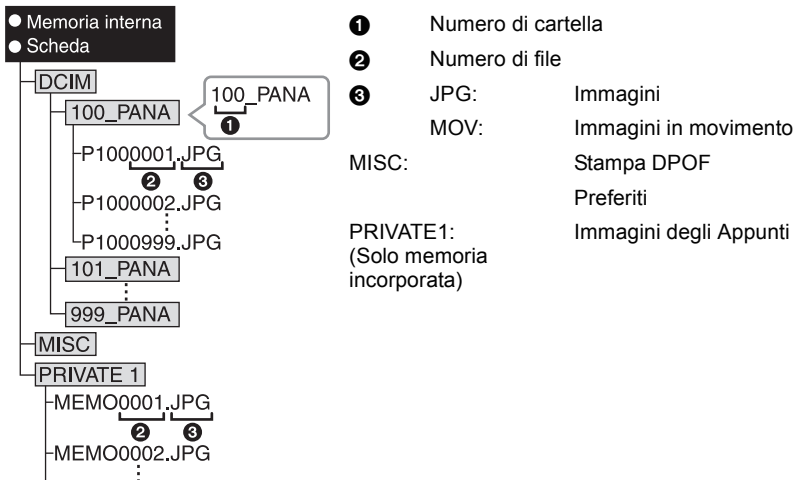 ● Memoria interna
● Scheda
DCIM
100_PANA
100_PANA
❶
P1000001.JPG
❷ ❸
P1000002.JPG
P1000999.JPG
101_PANA
999_PANA
MISC
PRIVATE 1
MEMO0001.JPG
❷ ❸
MEMO0002.JPG
❶ Numero di cartella
❷ Numero di file
❸ JPG: Immagini
MOV: Immagini in movimento
MISC: Stampa DPOF
Preferiti
PRIVATE1: Immagini degli Appunti
(Solo memoria
incorporata)